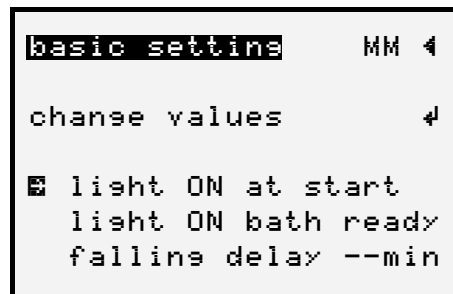 basic setting MM
change values
light ON at start
light ON bath ready
falling delay --min